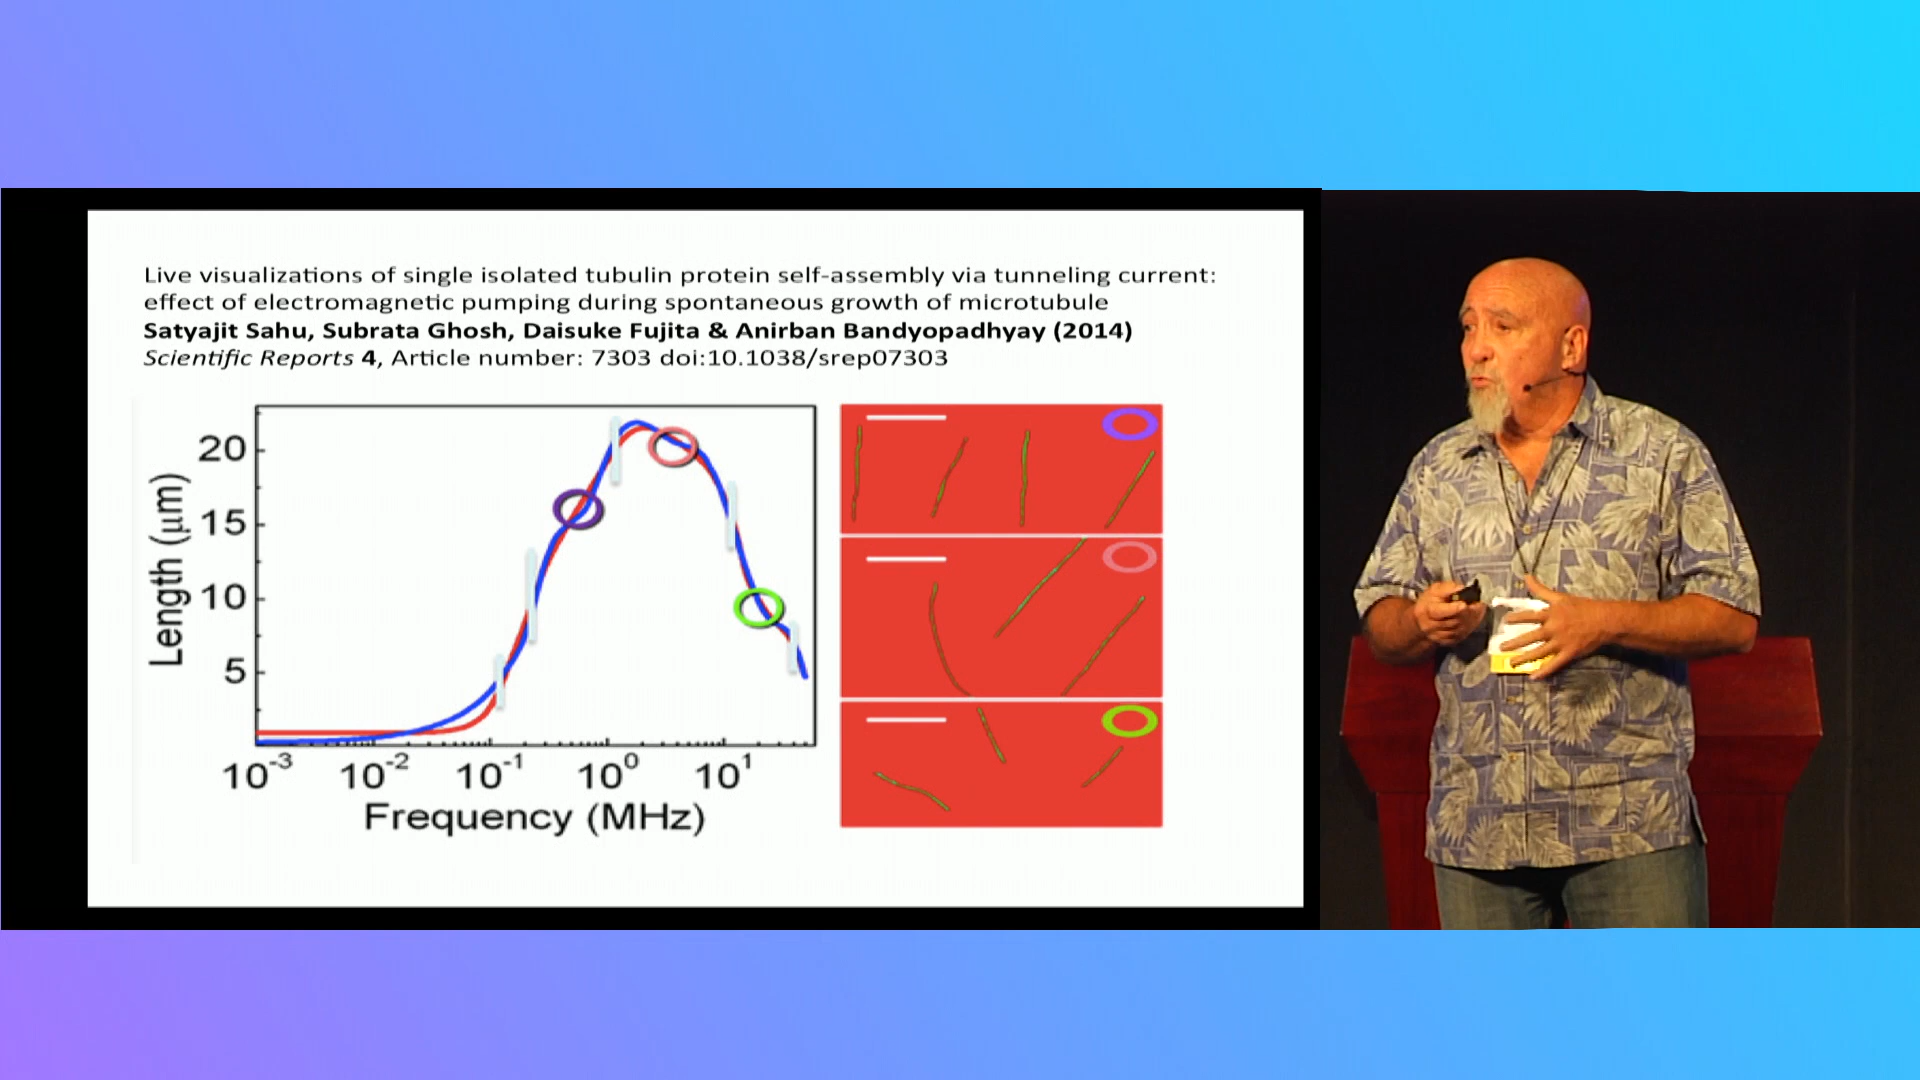 Live visualizations of single isolated tubulin protein self-assembly via tunneling current:
effect of electromagnetic pumping during spontaneous growth of microtubule
Satyajit Sahu, Subrata Ghosh, Daisuke Fujita & Anirban Bandyopadhyay (2014)
Scientific Reports 4, Article number: 7303 doi:10.1038/srep07303
Length (μm)
20
15
10
5
10⁻³ 10⁻² 10⁻¹ 10⁰ 10¹
Frequency (MHz)